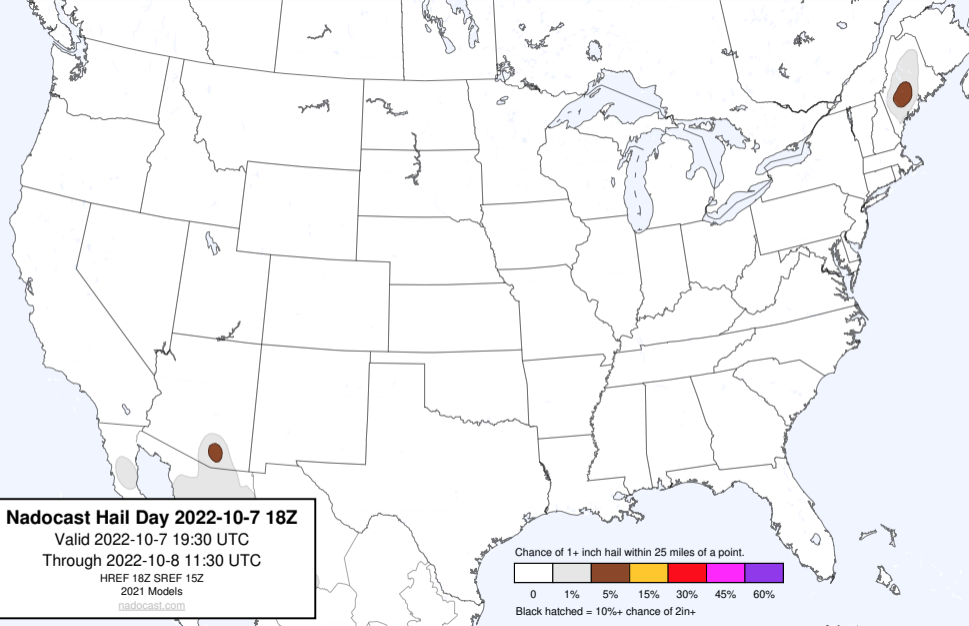 Nadocast Hail Day 2022-10-7 18Z
Valid 2022-10-7 19:30 UTC
Through 2022-10-8 11:30 UTC
HREF 18Z SREF 15Z
2021 Models
nadocast.com
Chance of 1+ inch hail within 25 miles of a point.
0 1% 5% 15% 30% 45% 60%
Black hatched = 10%+ chance of 2in+